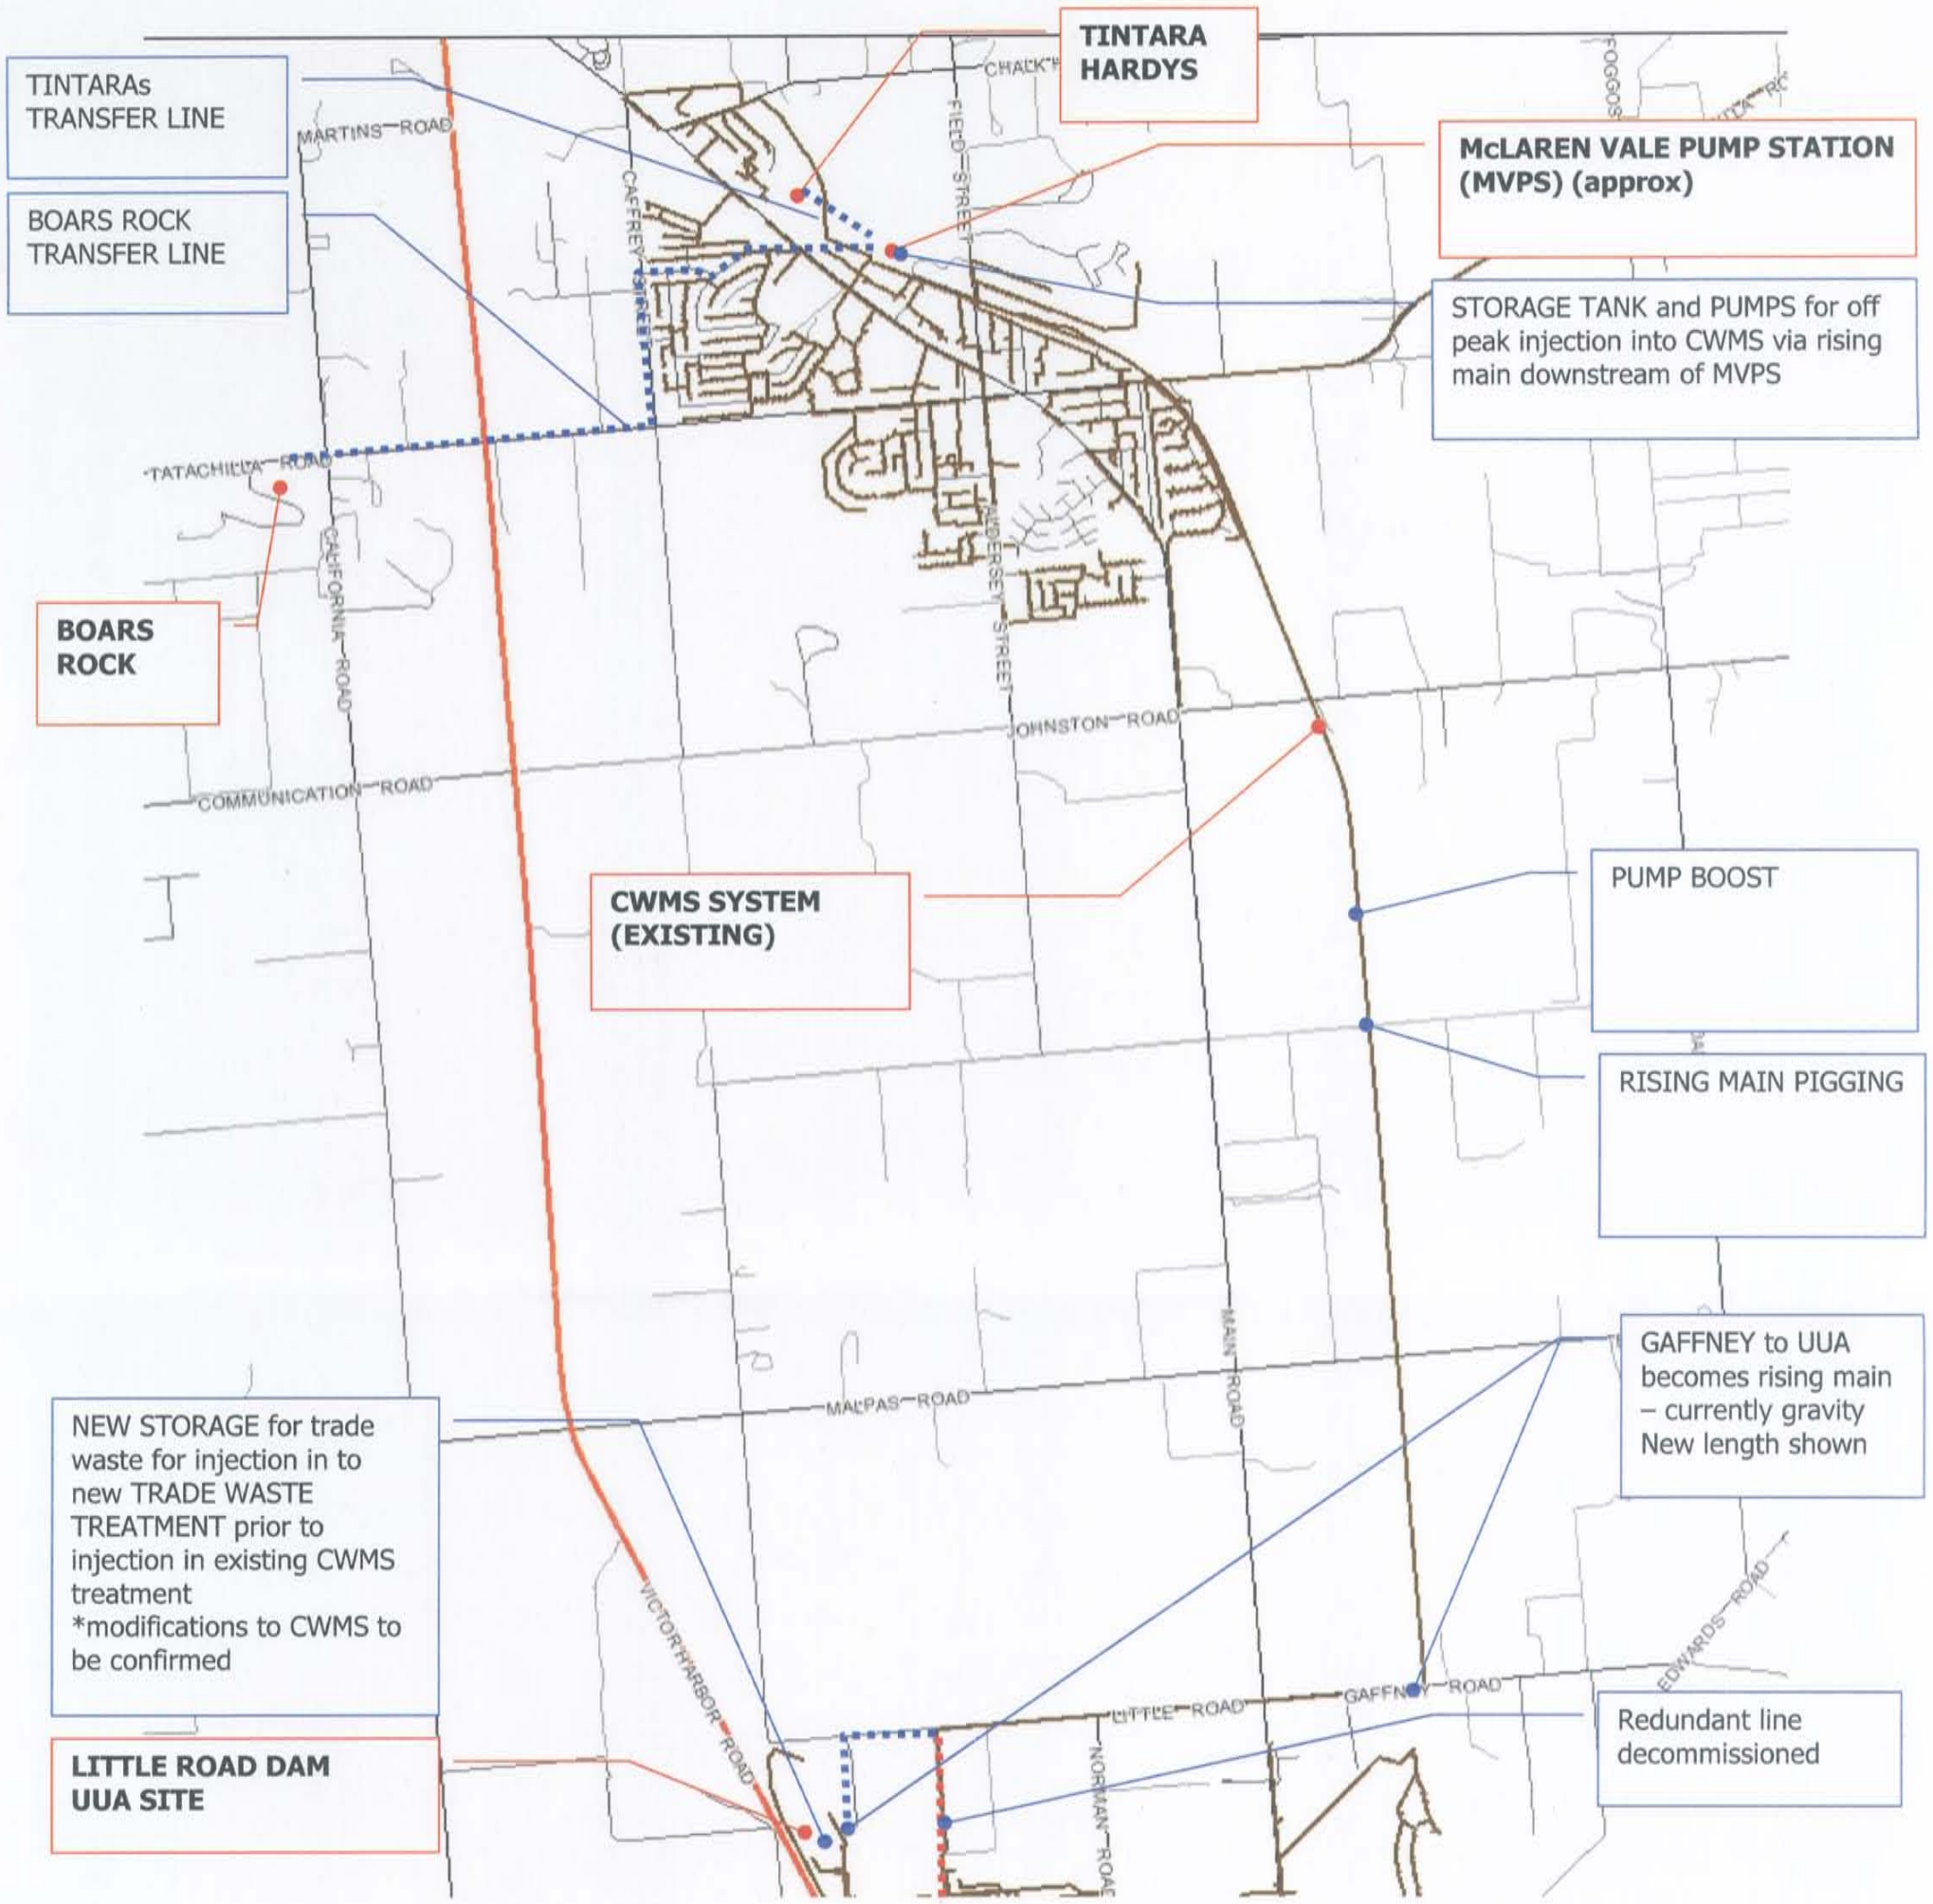 TINTARA
HARDYS
TINTARAs
TRANSFER LINE
McLAREN VALE PUMP STATION
(MVPS) (approx)
BOARS ROCK
TRANSFER LINE
STORAGE TANK and PUMPS for off
peak injection into CWMS via rising
main downstream of MVPS
MARTINS ROAD
CAFFREY STREET
FIELD STREET
TATACHILLA ROAD
CALIFORNIA ROAD
BOARS
ROCK
STREET
JOHNSTON ROAD
COMMUNICATION ROAD
CWMS SYSTEM
(EXISTING)
PUMP BOOST
RISING MAIN PIGGING
GAFFNEY to UUA
becomes rising main
– currently gravity
New length shown
MAIN ROAD
MALPAS ROAD
NEW STORAGE for trade
waste for injection in to
new TRADE WASTE
TREATMENT prior to
injection in existing CWMS
treatment
*modifications to CWMS to
be confirmed
VICTOR HARBOR ROAD
EDWARDS ROAD
GAFFNEY ROAD
LITTLE ROAD
NORMAN ROAD
Redundant line
decommissioned
LITTLE ROAD DAM
UUA SITE